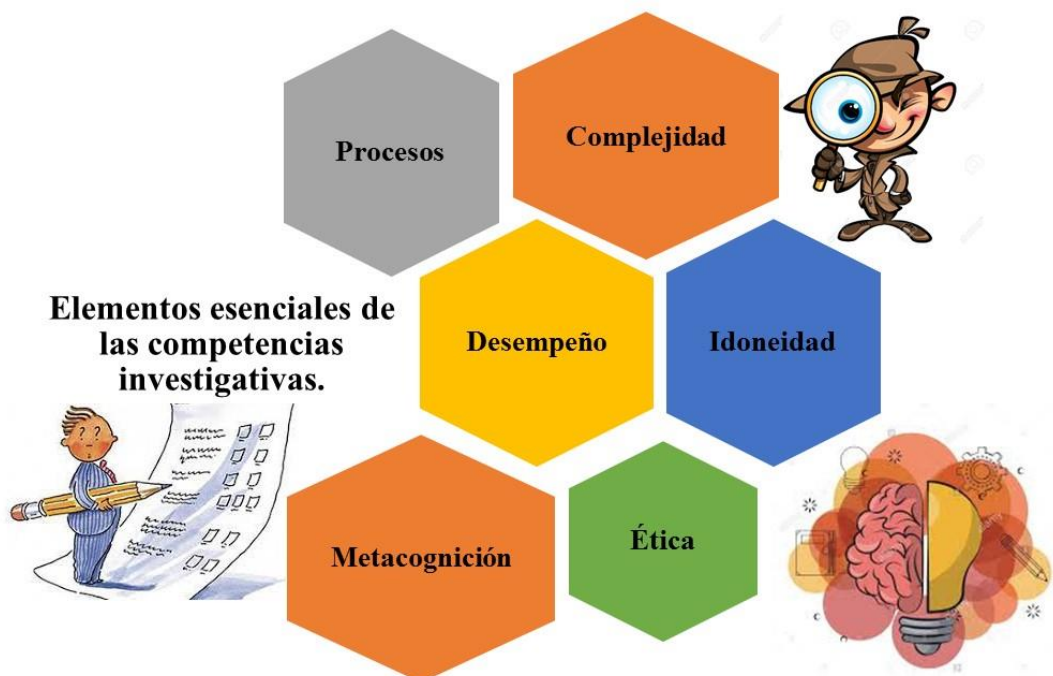 Procesos
Complejidad
Elementos esenciales de
las competencias
investigativas.
Desempeño
Idoneidad
Metacognición
Ética